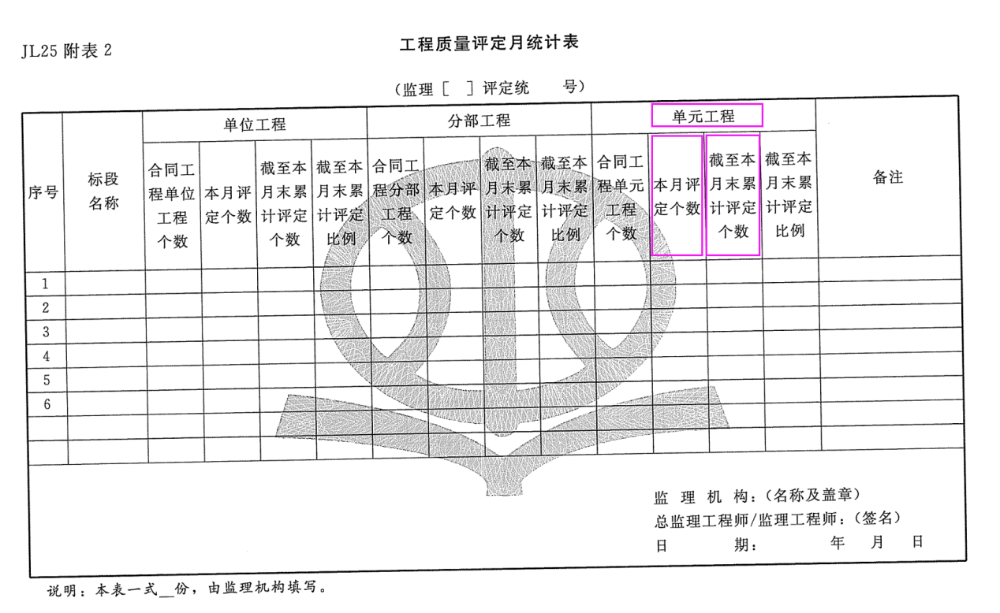 JL25 附表 2
工程质量评定月统计表
（监理［ ］评定统 号）
序号
标段
名称
单位工程
分部工程
单元工程
备注
合同工
程单位
工程
个数
本月评
定个数
截至本
月末累
计评定
个数
截至本
月末累
计评定
比例
合同工
程分部
工程
个数
本月评
定个数
截至本
月末累
计评定
个数
截至本
月末累
计评定
比例
合同工
程单元
工程
个数
本月评
定个数
截至本
月末累
计评定
个数
截至本
月末累
计评定
比例
1
2
3
4
5
6
监 理 机 构：（名称及盖章）
总监理工程师/监理工程师：（签名）
日 期： 年 月 日
说明：本表一式__份，由监理机构填写。